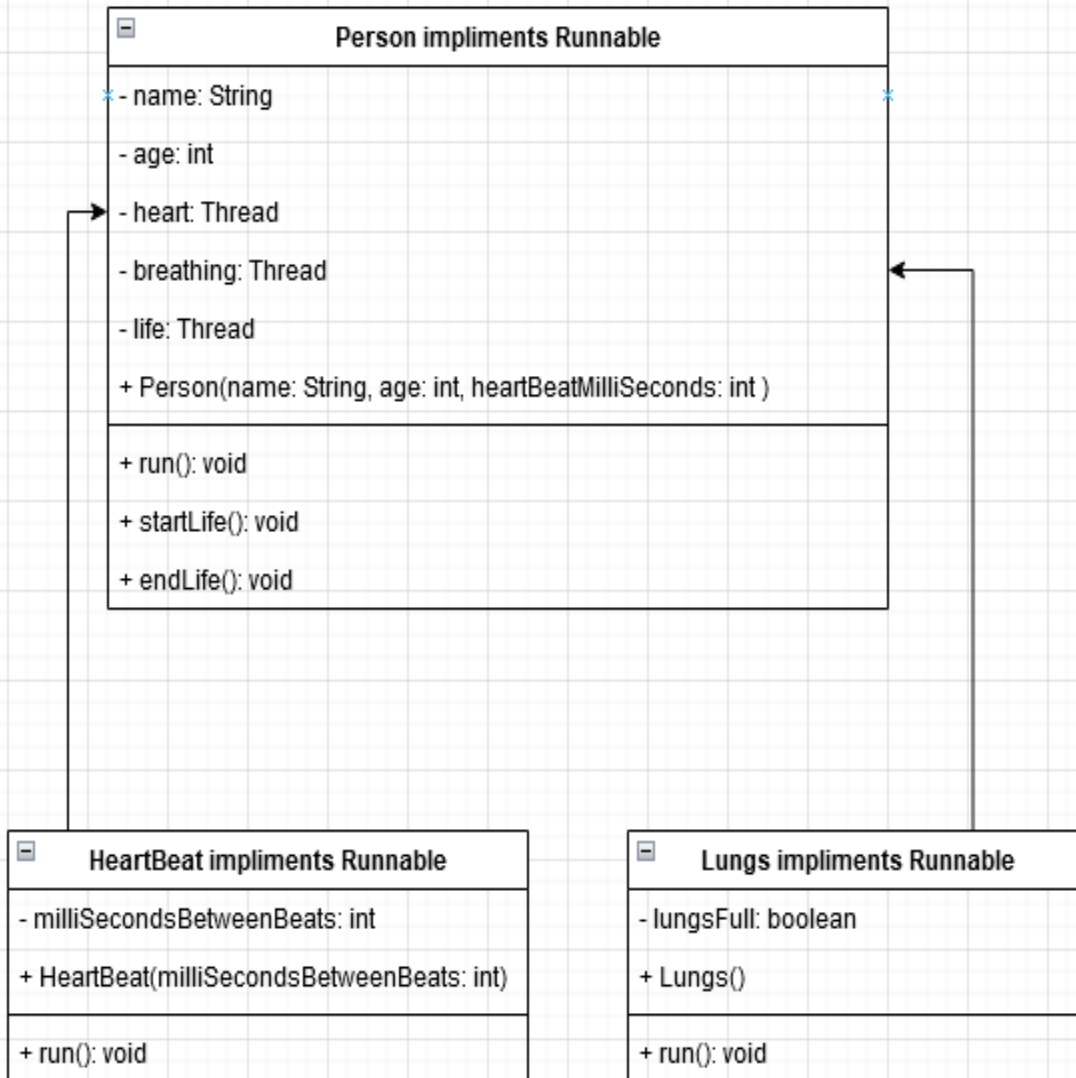 Person impliments Runnable
- name: String
- age: int
- heart: Thread
- breathing: Thread
- life: Thread
+ Person(name: String, age: int, heartBeatMilliSeconds: int )
+ run(): void
+ startLife(): void
+ endLife(): void
HeartBeat impliments Runnable
- milliSecondsBetweenBeats: int
+ HeartBeat(milliSecondsBetweenBeats: int)
+ run(): void
Lungs impliments Runnable
- lungsFull: boolean
+ Lungs()
+ run(): void